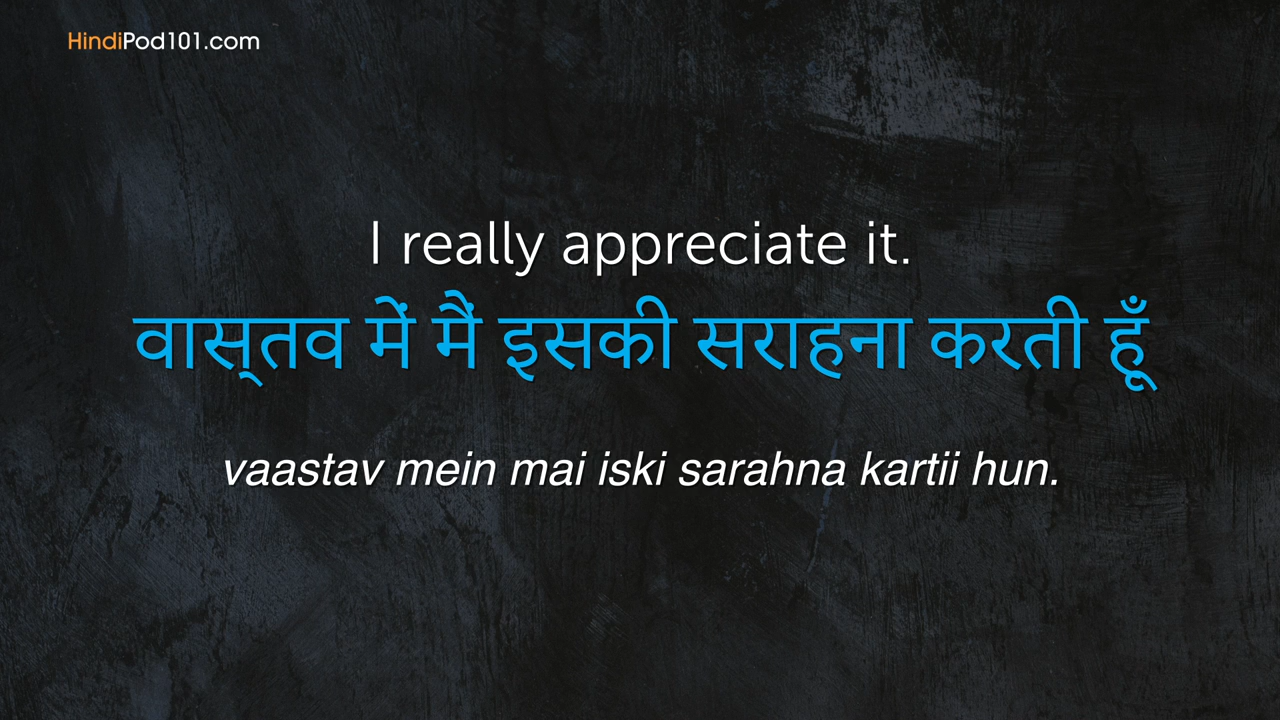 HindiPod101.com
I really appreciate it.
वास्‌तव में मैं इसकी सराहना करती हूँ
vaastav mein mai iski sarahna kartii hun.